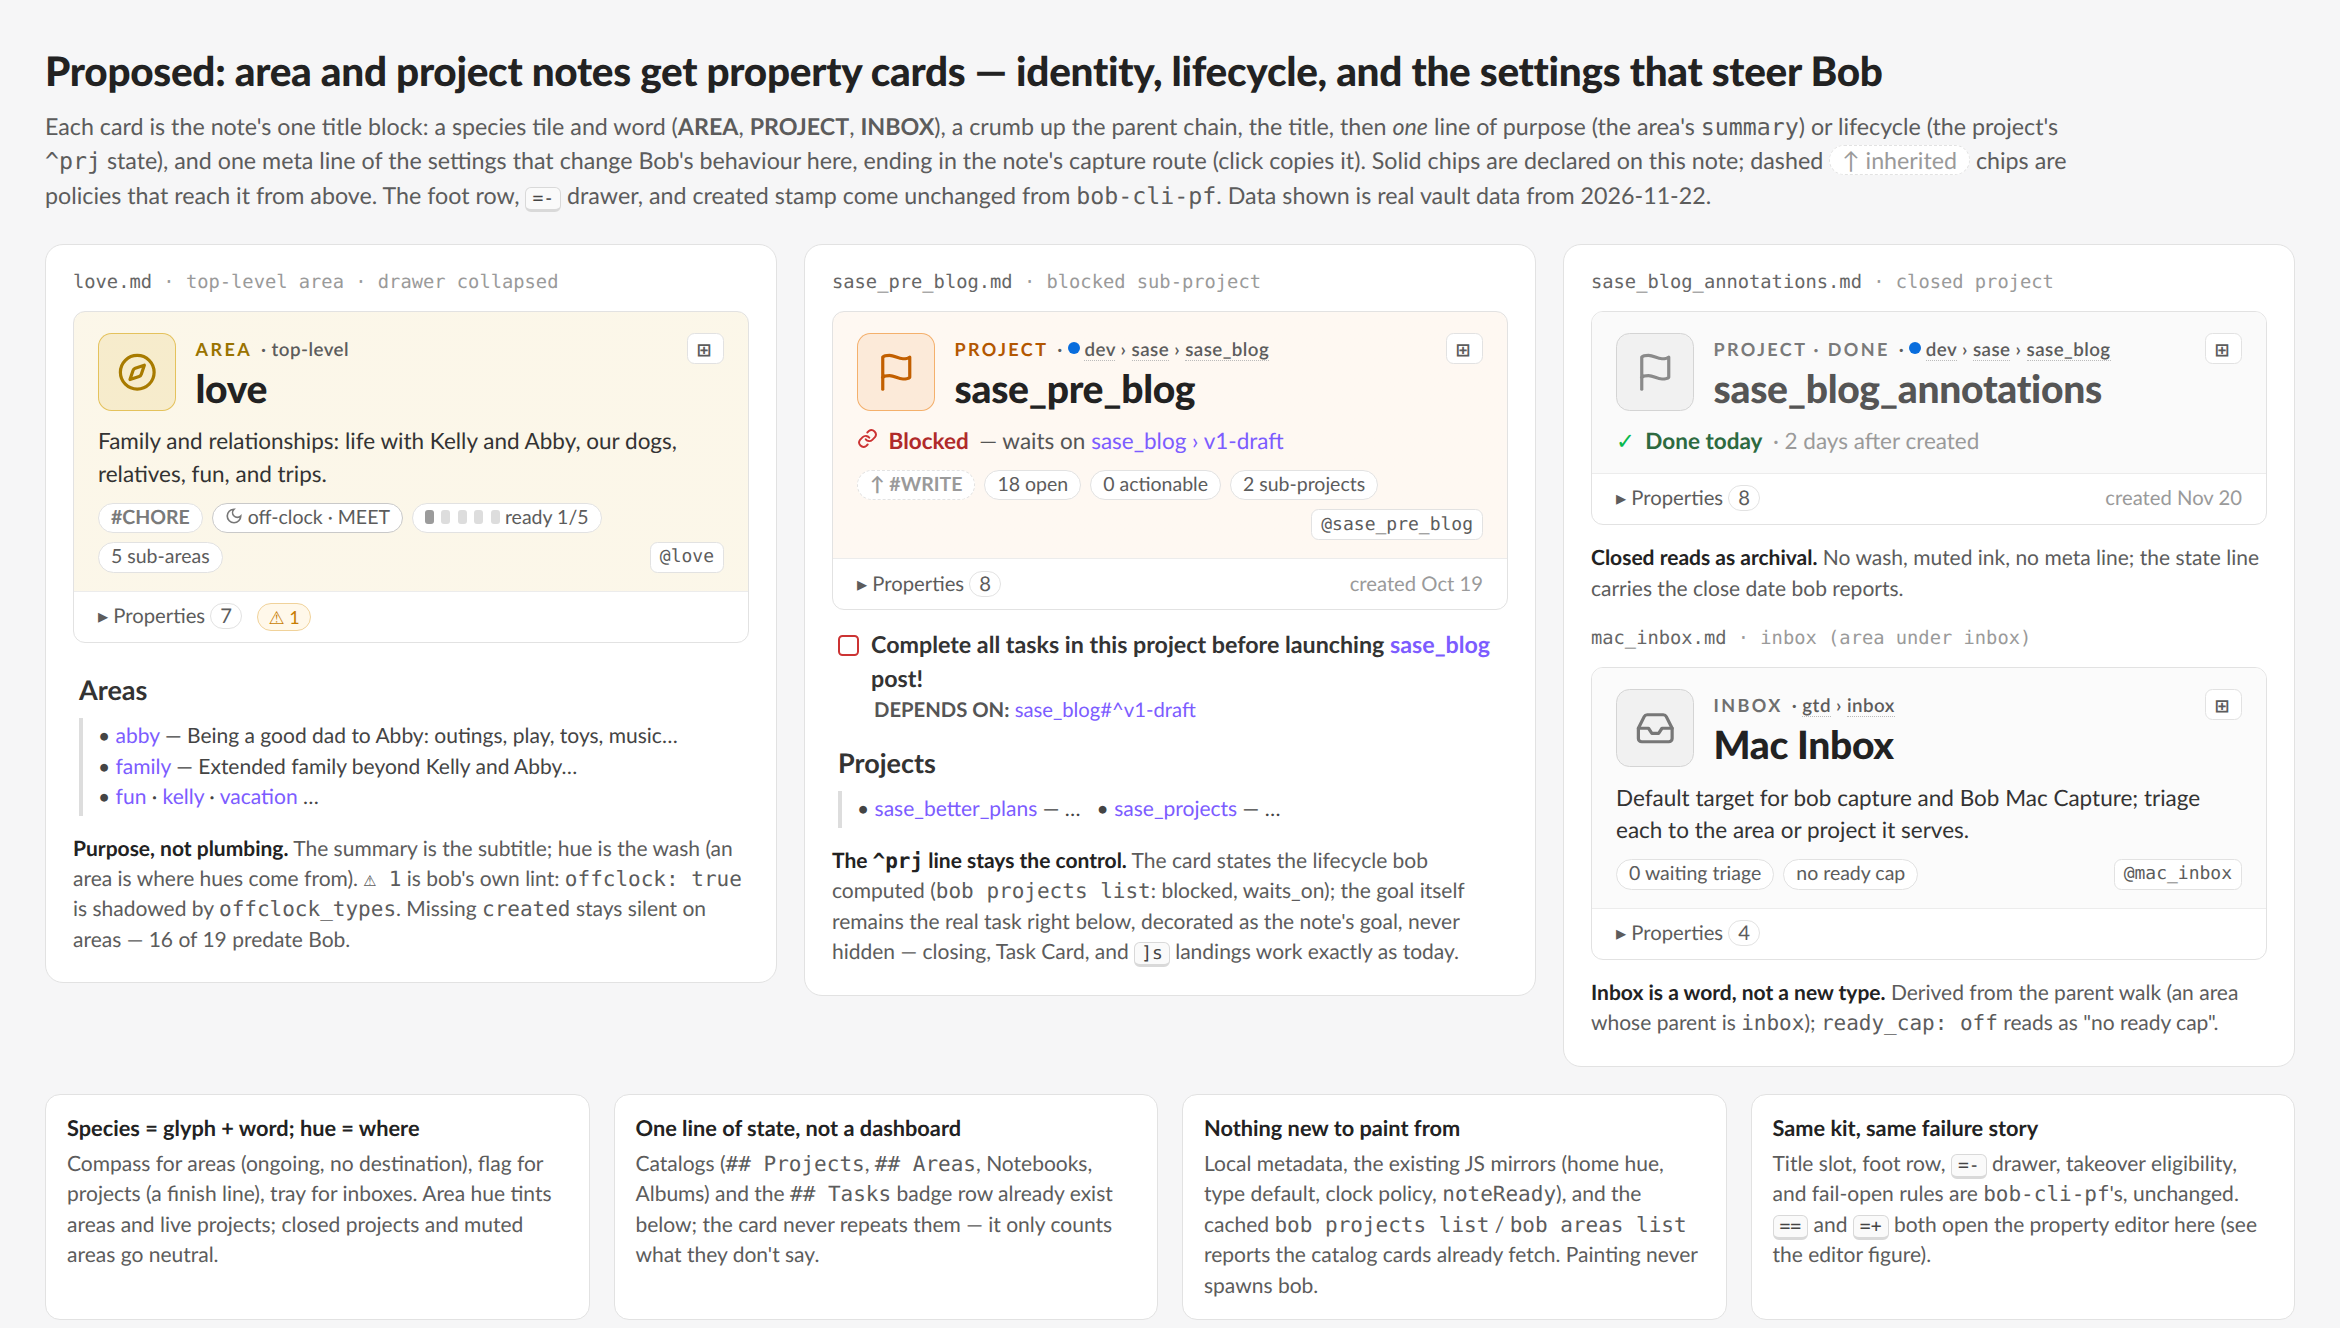 Proposed: area and project notes get property cards — identity, lifecycle, and the settings that steer Bob
Each card is the note's one title block: a species tile and word (AREA, PROJECT, INBOX), a crumb up the parent chain, the title, then one line of purpose (the area's summary) or lifecycle (the project's
^prj state), and one meta line of the settings that change Bob's behaviour here, ending in the note's capture route (click copies it). Solid chips are declared on this note; dashed ↑ inherited chips are
policies that reach it from above. The foot row, =- drawer, and created stamp come unchanged from bob-cli-pf. Data shown is real vault data from 2026-11-22.
love.md · top-level area · drawer collapsed
AREA · top-level
love
Family and relationships: life with Kelly and Abby, our dogs,
relatives, fun, and trips.
#CHORE off-clock · MEET ready 1/5
5 sub-areas @love
▸ Properties 7 ⚠ 1
Areas
• abby — Being a good dad to Abby: outings, play, toys, music...
• family — Extended family beyond Kelly and Abby...
• fun · kelly · vacation ...
Purpose, not plumbing. The summary is the subtitle; hue is the wash (an
area is where hues come from). ⚠ 1 is bob's own lint: offclock: true
is shadowed by offclock_types. Missing created stays silent on
areas — 16 of 19 predate Bob.
sase_pre_blog.md · blocked sub-project
PROJECT · dev › sase › sase_blog
sase_pre_blog
Blocked — waits on sase_blog › v1-draft
↑ #WRITE 18 open 0 actionable 2 sub-projects
@sase_pre_blog
▸ Properties 8 created Oct 19
Complete all tasks in this project before launching sase_blog
post!
DEPENDS ON: sase_blog#^v1-draft
Projects
• sase_better_plans — ... • sase_projects — ...
The ^prj line stays the control. The card states the lifecycle bob
computed (bob projects list: blocked, waits_on); the goal itself
remains the real task right below, decorated as the note's goal, never
hidden — closing, Task Card, and ]s landings work exactly as today.
sase_blog_annotations.md · closed project
PROJECT · DONE · dev › sase › sase_blog
sase_blog_annotations
✓ Done today · 2 days after created
▸ Properties 8 created Nov 20
Closed reads as archival. No wash, muted ink, no meta line; the state line
carries the close date bob reports.
mac_inbox.md · inbox (area under inbox)
INBOX · gtd › inbox
Mac Inbox
Default target for bob capture and Bob Mac Capture; triage
each to the area or project it serves.
0 waiting triage no ready cap @mac_inbox
▸ Properties 4
Inbox is a word, not a new type. Derived from the parent walk (an area
whose parent is inbox); ready_cap: off reads as "no ready cap".
Species = glyph + word; hue = where
Compass for areas (ongoing, no destination), flag for
projects (a finish line), tray for inboxes. Area hue tints
areas and live projects; closed projects and muted
areas go neutral.
One line of state, not a dashboard
Catalogs (## Projects, ## Areas, Notebooks,
Albums) and the ## Tasks badge row already exist
below; the card never repeats them — it only counts
what they don't say.
Nothing new to paint from
Local metadata, the existing JS mirrors (home hue,
type default, clock policy, noteReady), and the
cached bob projects list / bob areas list
reports the catalog cards already fetch. Painting never
spawns bob.
Same kit, same failure story
Title slot, foot row, =- drawer, takeover eligibility,
and fail-open rules are bob-cli-pf's, unchanged.
== and =+ both open the property editor here (see
the editor figure).